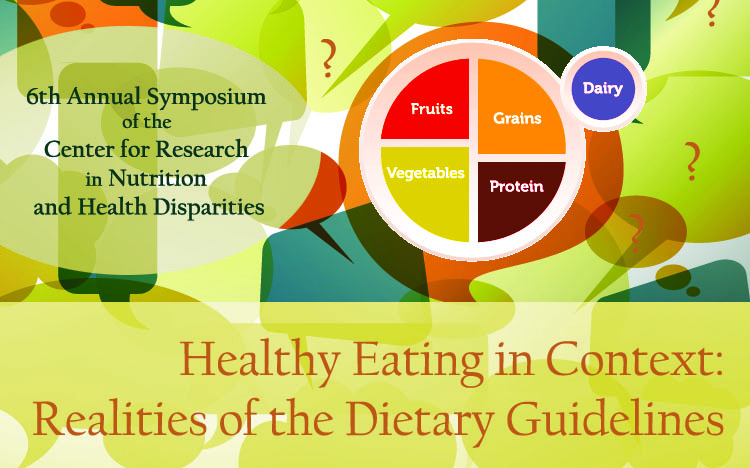 6th Annual Symposium
of the
Center for Research
in Nutrition
and Health Disparities
Fruits
Grains
Dairy
Vegetables
Protein
?
?
?
?
Healthy Eating in Context:
Realities of the Dietary Guidelines